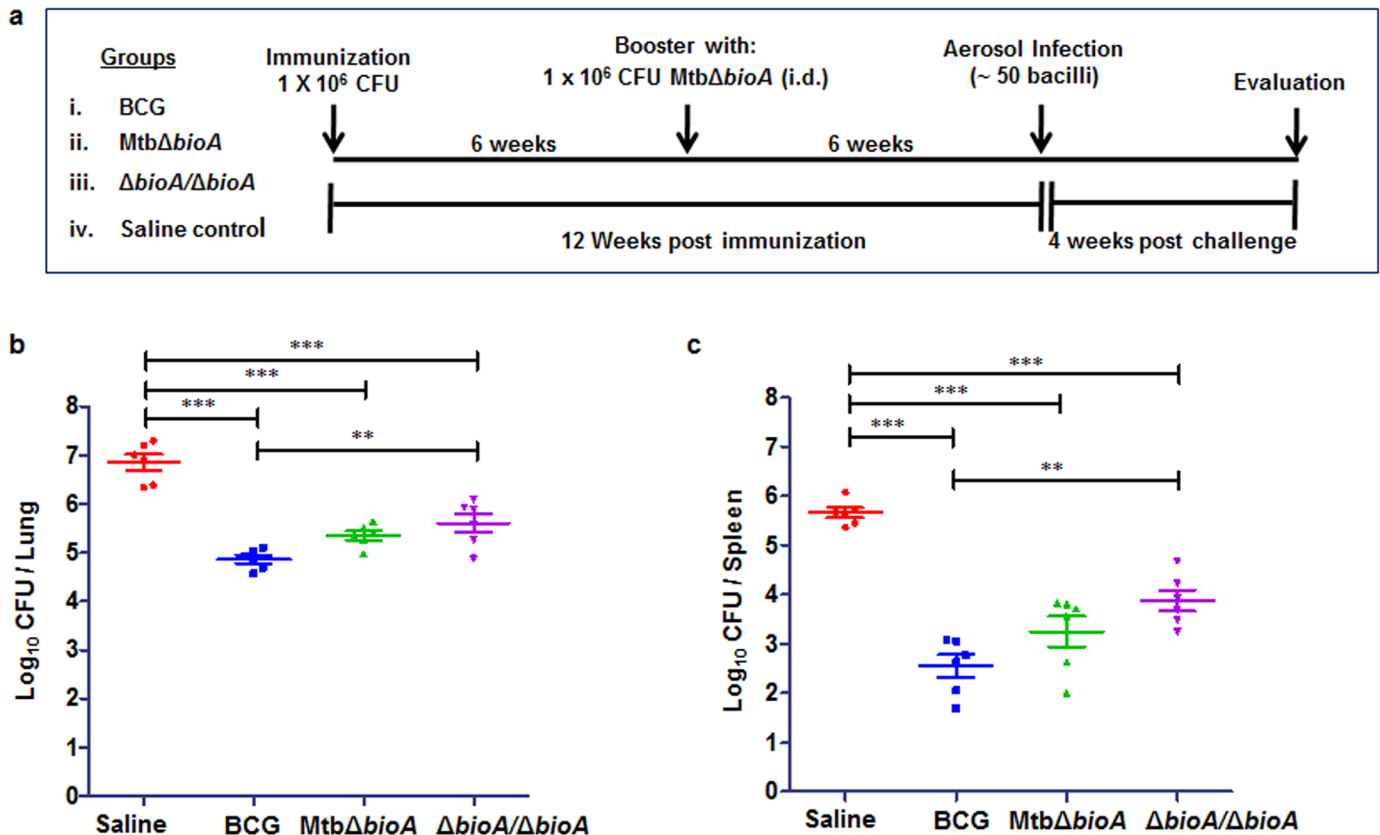 a
Groups
i. BCG
ii. MtbΔbioA
iii. ΔbioA/ΔbioA
iv. Saline control
Immunization
1 X 10⁶ CFU
Booster with:
1 x 10⁶ CFU MtbΔbioA (i.d.)
Aerosol Infection
(~ 50 bacilli)
Evaluation
6 weeks
6 weeks
12 Weeks post immunization
4 weeks post challenge
b
***
***
***
**
8
7
6
5
4
3
2
1
0
Log₁₀ CFU / Lung
Saline BCG MtbΔbioA ΔbioA/ΔbioA
c
***
***
***
**
8
7
6
5
4
3
2
1
0
Log₁₀ CFU / Spleen
Saline BCG MtbΔbioA ΔbioA/ΔbioA